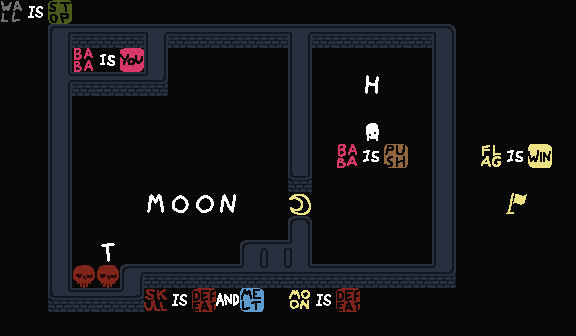 WALL IS STOP
BABA IS YOU
H
BABA IS PUSH
FLAG IS WIN
MOON
T
SKULL IS DEFEAT AND MELT
MOON IS DEFEAT